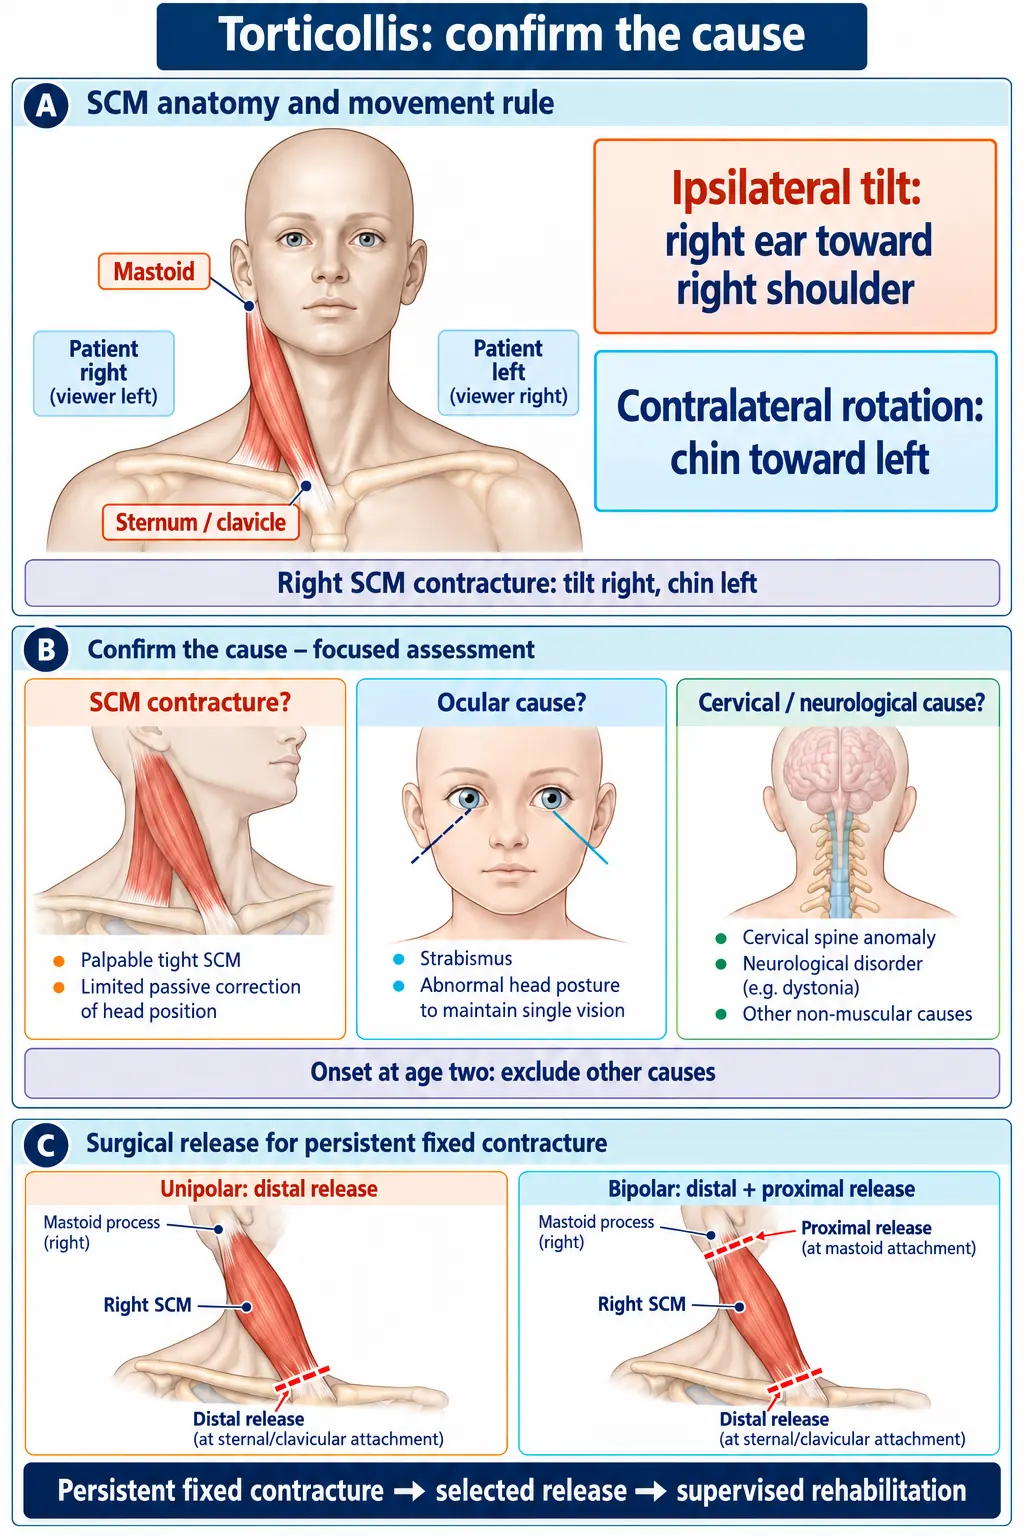 Torticollis: confirm the cause
A
SCM anatomy and movement rule
Mastoid
Patient
right
(viewer left)
Patient
left
(viewer right)
Sternum / clavicle
Ipsilateral tilt:
right ear toward
right shoulder
Contralateral rotation:
chin toward left
Right SCM contracture: tilt right, chin left
B
Confirm the cause – focused assessment
SCM contracture?
Palpable tight SCM
Limited passive correction
of head position
Ocular cause?
Strabismus
Abnormal head posture
to maintain single vision
Cervical / neurological cause?
Cervical spine anomaly
Neurological disorder
(e.g. dystonia)
Other non-muscular causes
Onset at age two: exclude other causes
C
Surgical release for persistent fixed contracture
Unipolar: distal release
Mastoid process
(right)
Right SCM
Distal release
(at sternal/clavicular attachment)
Bipolar: distal + proximal release
Mastoid process
(right)
Proximal release
(at mastoid attachment)
Right SCM
Distal release
(at sternal/clavicular attachment)
Persistent fixed contracture → selected release → supervised rehabilitation